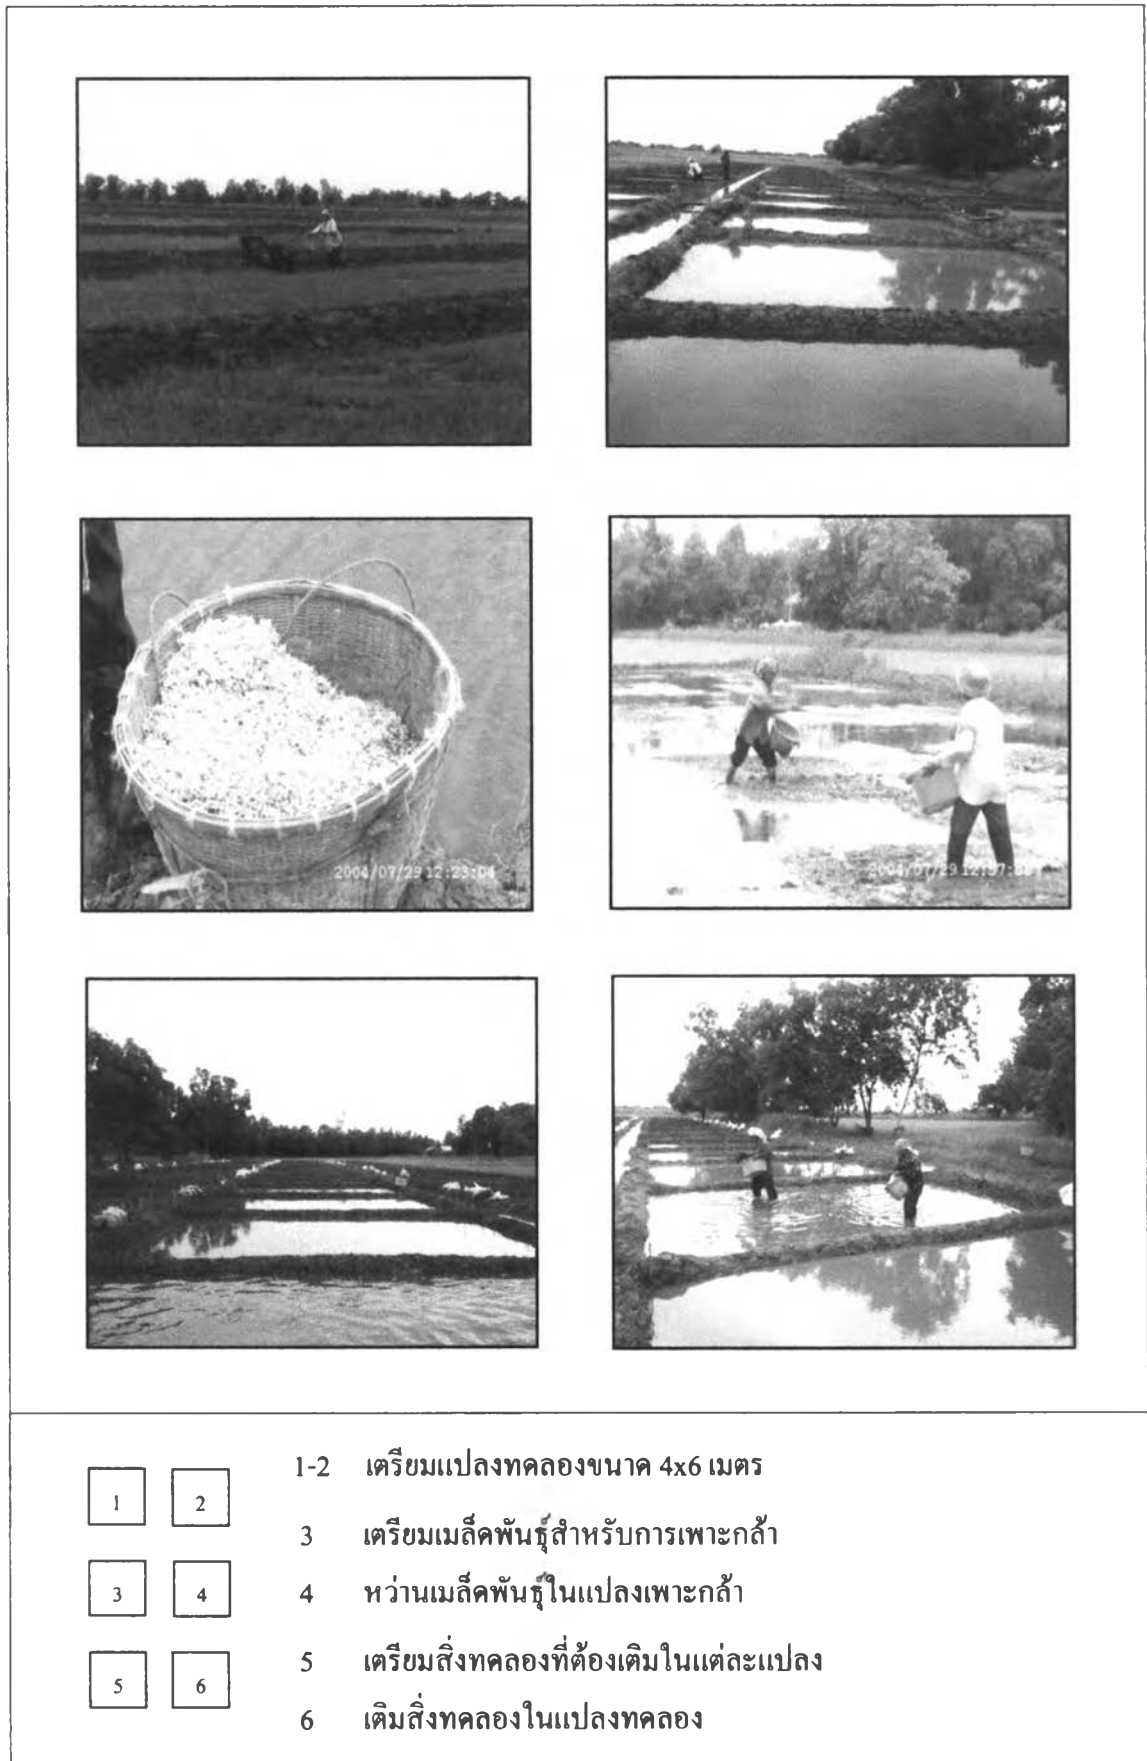 2004/07/29 12:23:04
2004/07/29 12:
1-2 เตรียมแปลงทดลองขนาด 4x6 เมตร
1 2
3 เตรียมเมล็ดพันธุ์สำหรับการเพาะกล้า
3 4
4 หว่านเมล็ดพันธุ์ในแปลงเพาะกล้า
5 เตรียมสิ่งทดลองที่ต้องเติมในแต่ละแปลง
5 6
6 เติมสิ่งทดลองในแปลงทดลอง